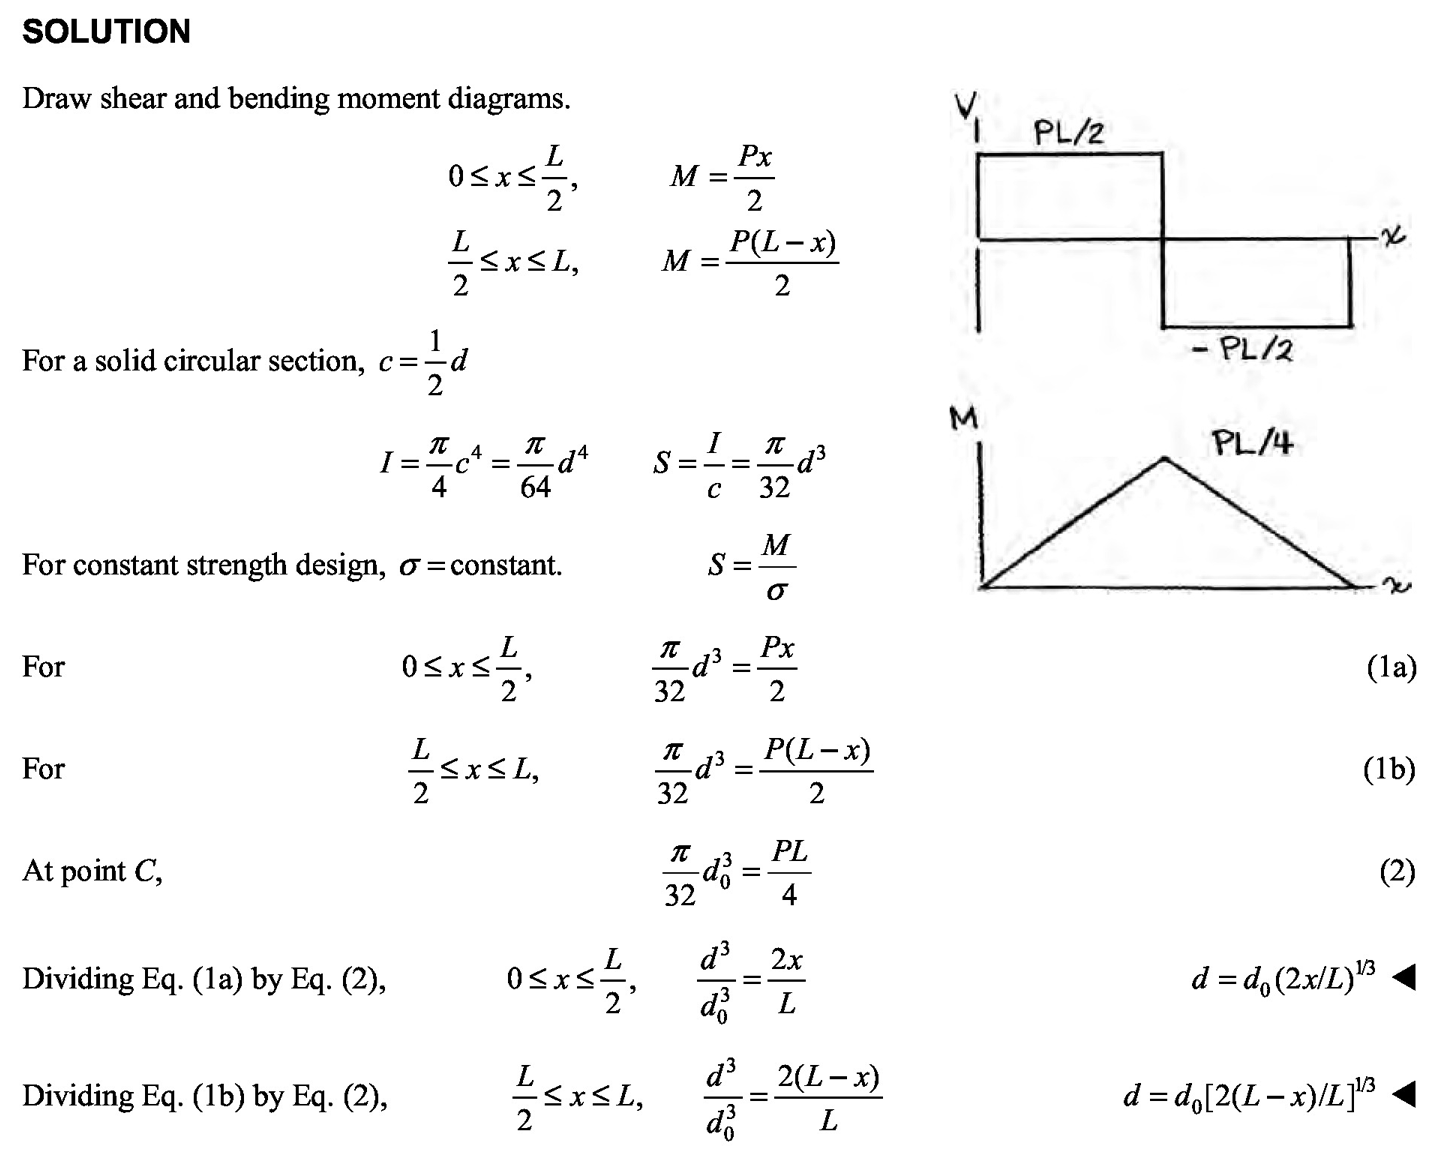 SOLUTION
Draw shear and bending moment diagrams.
0 ≤ x ≤ L/2, M = Px/2
L/2 ≤ x ≤ L, M = P(L − x)/2
V
PL/2
x
− PL/2
For a solid circular section, c = 1/2 d
M
PL/4
x
I = π/4 c⁴ = π/64 d⁴ S = I/c = π/32 d³
For constant strength design, σ = constant. S = M/σ
For 0 ≤ x ≤ L/2, π/32 d³ = Px/2 (1a)
For L/2 ≤ x ≤ L, π/32 d³ = P(L − x)/2 (1b)
At point C, π/32 d₀³ = PL/4 (2)
Dividing Eq. (1a) by Eq. (2), 0 ≤ x ≤ L/2, d³/d₀³ = 2x/L d = d₀(2x/L)^1/3 ◀
Dividing Eq. (1b) by Eq. (2), L/2 ≤ x ≤ L, d³/d₀³ = 2(L − x)/L d = d₀[2(L − x)/L]^1/3 ◀